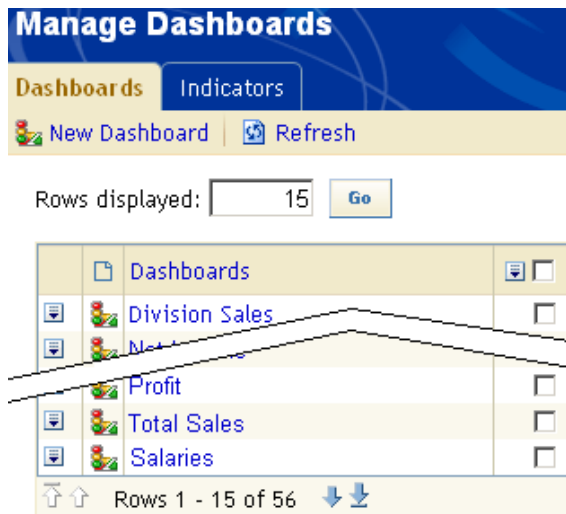 Manage Dashboards
Dashboards Indicators
New Dashboard Refresh
Rows displayed: 15 Go
Dashboards
Division Sales
Profit
Total Sales
Salaries
Rows 1 - 15 of 56